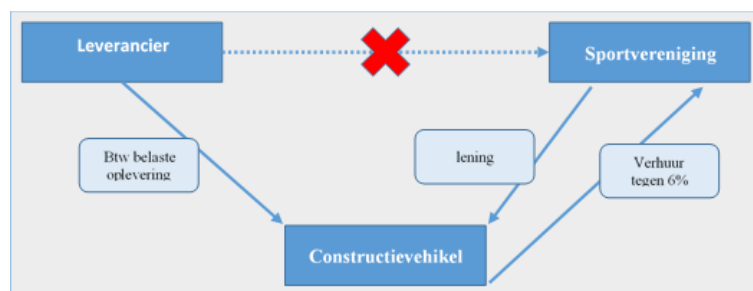 Leverancier
Sportvereniging
Btw belaste
oplevering
lening
Verhuur
tegen 6%
Constructievehikel